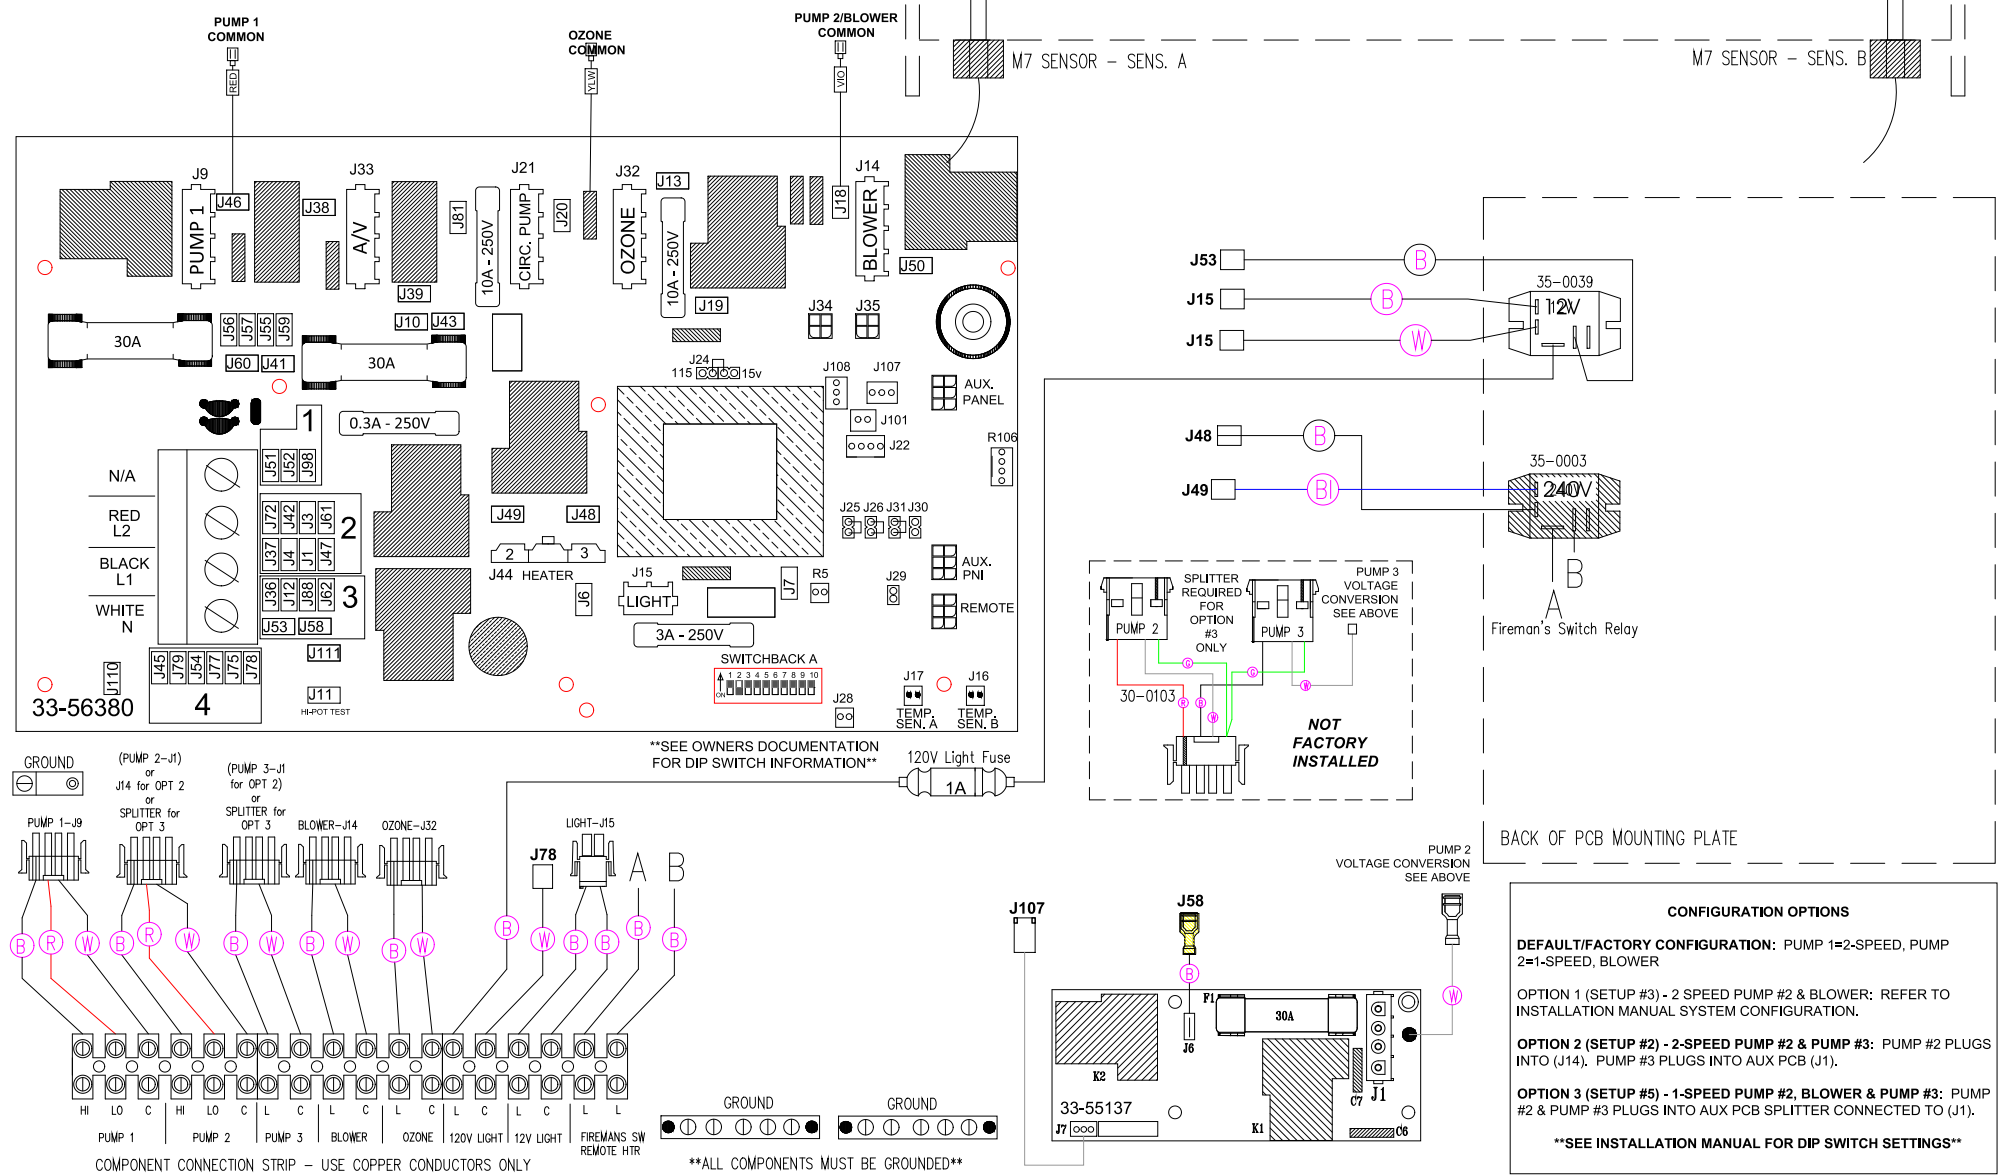 PUMP 1
COMMON
RED
OZONE
COMMON
YLW
PUMP 2/BLOWER
COMMON
VIO
M7 SENSOR – SENS. A
M7 SENSOR – SENS. B
J9
PUMP 1
J46
J38
J33
A/V
J81
10A - 250V
J21
CIRC. PUMP
J20
J32
OZONE
J13
10A - 250V
J18
J14
BLOWER
J50
J39
J19
J34
J35
30A
J56
J57
J55
J59
J10
J43
J60
J41
30A
J24
115
15v
J108
J107
J101
J22
AUX.
PANEL
R106
0.3A - 250V
1
J51
J52
J98
N/A
RED
L2
BLACK
L1
WHITE
N
J72
J42
J3
J61
2
J37
J4
J1
J47
J36
J12
J88
J62
3
J53
J58
J111
J110
J45
J79
J54
J77
J75
J78
4
J11
HI-POT TEST
33-56380
J49
J48
2
3
J44
HEATER
J6
J15
LIGHT
J7
R5
3A - 250V
J25
J26
J31
J30
J29
AUX.
PNI
REMOTE
SWITCHBACK A
ON
1 2 3 4 5 6 7 8 9 10
J28
J17
TEMP.
SEN. A
J16
TEMP.
SEN. B
**SEE OWNERS DOCUMENTATION
FOR DIP SWITCH INFORMATION**
120V Light Fuse
1A
J53
B
J15
B
J15
W
35-0039
12V
J48
B
J49
Bl
35-0003
240V
A
B
Fireman's Switch Relay
BACK OF PCB MOUNTING PLATE
PUMP 2
SPLITTER
REQUIRED
FOR
OPTION
#3
ONLY
PUMP 3
PUMP 3
VOLTAGE
CONVERSION
SEE ABOVE
G
G
W
30-0103
R
B
W
NOT
FACTORY
INSTALLED
GROUND
PUMP 1-J9
(PUMP 2-J1)
or
J14 for OPT 2
or
SPLITTER for
OPT 3
(PUMP 3-J1
for OPT 2)
or
SPLITTER for
OPT 3
BLOWER-J14
OZONE-J32
J78
LIGHT-J15
A
B
B
R
W
B
R
W
B
W
B
W
B
W
B
W
B
B
B
B
HI
LO
C
HI
LO
C
L
C
L
C
L
C
L
C
L
C
L
L
PUMP 1
PUMP 2
PUMP 3
BLOWER
OZONE
120V LIGHT
12V LIGHT
FIREMANS SW
REMOTE HTR
COMPONENT CONNECTION STRIP – USE COPPER CONDUCTORS ONLY
GROUND
GROUND
**ALL COMPONENTS MUST BE GROUNDED**
J107
J58
B
PUMP 2
VOLTAGE CONVERSION
SEE ABOVE
W
F1
30A
J6
K2
33-55137
J7
K1
C7
J1
C6
CONFIGURATION OPTIONS
DEFAULT/FACTORY CONFIGURATION: PUMP 1=2-SPEED, PUMP
2=1-SPEED, BLOWER
OPTION 1 (SETUP #3) - 2 SPEED PUMP #2 & BLOWER: REFER TO
INSTALLATION MANUAL SYSTEM CONFIGURATION.
OPTION 2 (SETUP #2) - 2-SPEED PUMP #2 & PUMP #3: PUMP #2 PLUGS
INTO (J14). PUMP #3 PLUGS INTO AUX PCB (J1).
OPTION 3 (SETUP #5) - 1-SPEED PUMP #2, BLOWER & PUMP #3: PUMP
#2 & PUMP #3 PLUGS INTO AUX PCB SPLITTER CONNECTED TO (J1).
**SEE INSTALLATION MANUAL FOR DIP SWITCH SETTINGS**